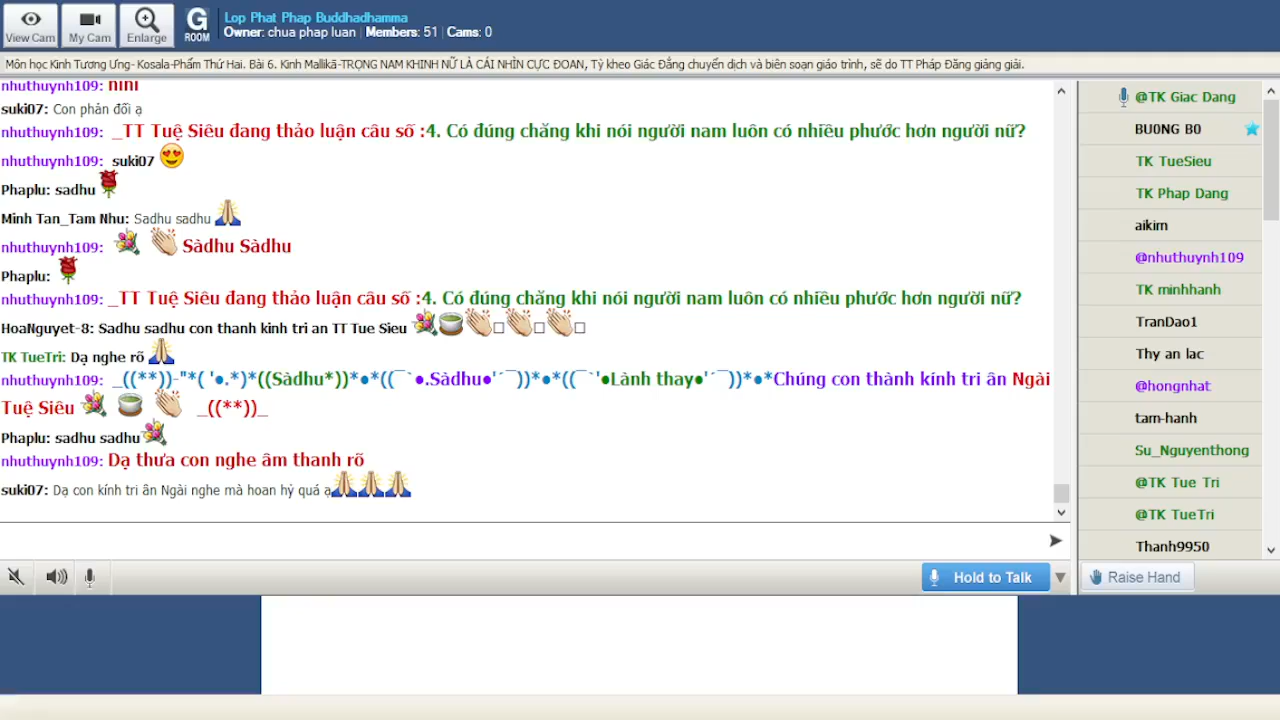 View Cam
My Cam
Enlarge
G ROOM
Lop Phat Phap Buddhadhamma
Owner: chua phap luan | Members: 51 | Cams: 0
Môn học Kinh Tương Ưng- Kosala-Phẩm Thứ Hai. Bài 6. Kinh Mallikā-TRỌNG NAM KHINH NỮ LÀ CÁI NHÌN CỰC ĐOAN, Tỳ kheo Giác Đẳng chuyển dịch và biên soạn giáo trình, sẽ do TT Pháp Đăng giảng giải.
nhuthuynh109: hihi
suki07: Con phản đối ạ
nhuthuynh109: _TT Tuệ Siêu đang thảo luận câu số :4. Có đúng chăng khi nói người nam luôn có nhiều phước hơn người nữ?
nhuthuynh109: suki07
Phaplu: sadhu
Minh Tan_Tam Nhu: Sadhu sadhu
nhuthuynh109: Sàdhu Sàdhu
Phaplu:
nhuthuynh109: _TT Tuệ Siêu đang thảo luận câu số :4. Có đúng chăng khi nói người nam luôn có nhiều phước hơn người nữ?
HoaNguyet-8: Sadhu sadhu con thanh kinh tri an TT Tue Sieu
TK TueTri: Dạ nghe rõ
nhuthuynh109: _((**))-"*( '●.*)*((Sàdhu*))*●*((¯`●.Sàdhu●'´¯))*●*((¯`'●Lành thay●'´¯))*●*Chúng con thành kính tri ân Ngài
Tuệ Siêu _((**))_
Phaplu: sadhu sadhu
nhuthuynh109: Dạ thưa con nghe âm thanh rõ
suki07: Dạ con kính tri ân Ngài nghe mà hoan hỷ quá ạ
Hold to Talk
@TK Giac Dang
BU0NG B0
TK TueSieu
TK Phap Dang
aikim
@nhuthuynh109
TK minhhanh
TranDao1
Thy an lac
@hongnhat
tam-hanh
Su_Nguyenthong
@TK Tue Tri
@TK TueTri
Thanh9950
Raise Hand